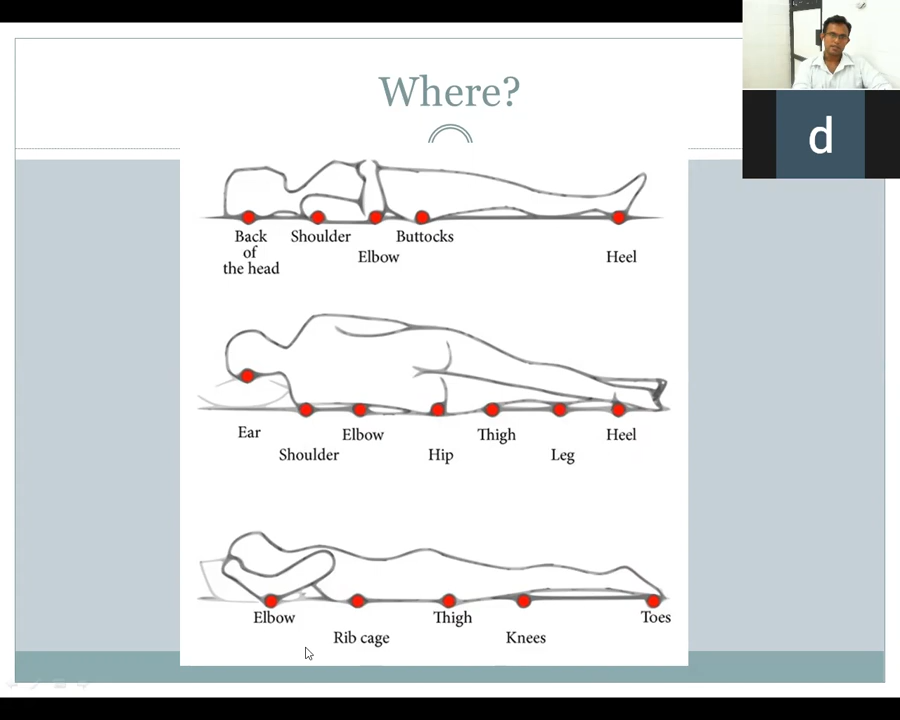 Where?
d
Back
of
the head
Shoulder
Elbow
Buttocks
Heel
Ear
Shoulder
Elbow
Hip
Thigh
Leg
Heel
Elbow
Rib cage
Thigh
Knees
Toes